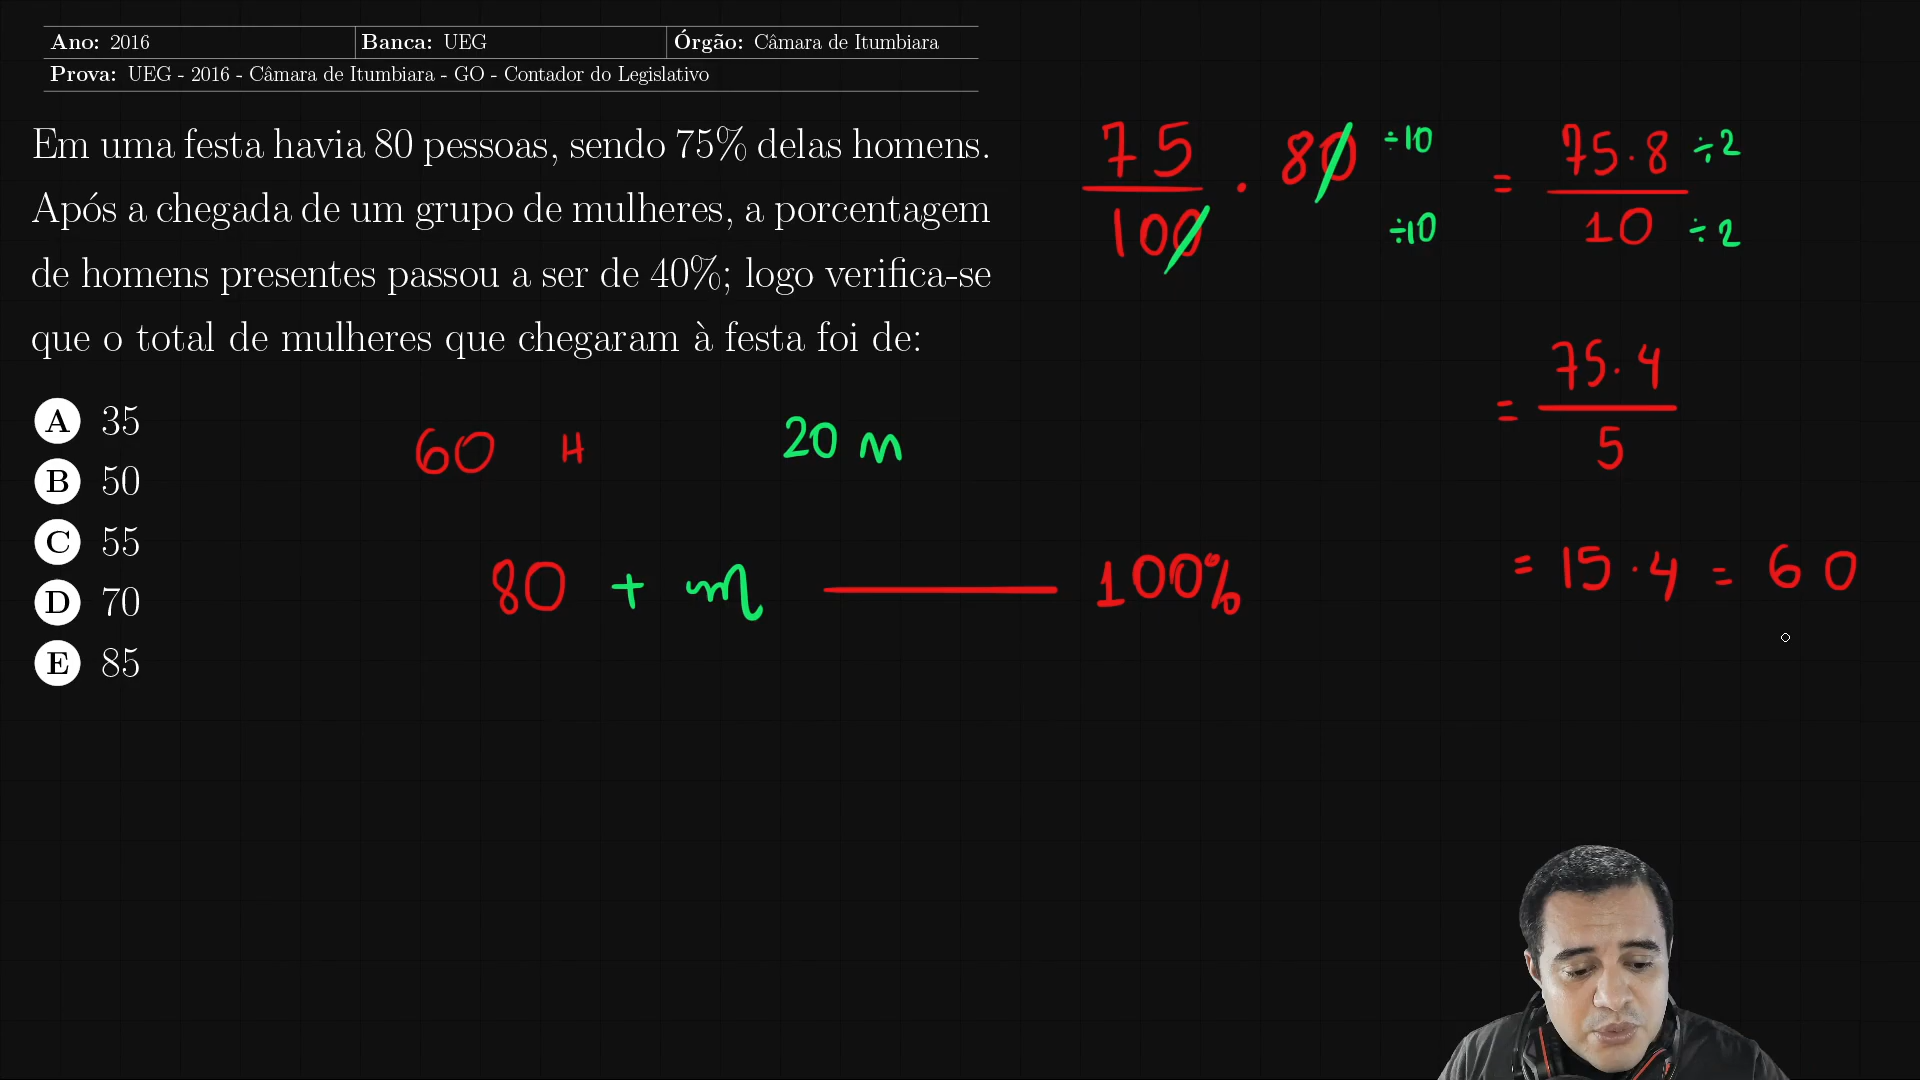 Ano: 2016 Banca: UEG Órgão: Câmara de Itumbiara
Prova: UEG - 2016 - Câmara de Itumbiara - GO - Contador do Legislativo
Em uma festa havia 80 pessoas, sendo 75% delas homens.
Após a chegada de um grupo de mulheres, a porcentagem
de homens presentes passou a ser de 40%; logo verifica-se
que o total de mulheres que chegaram à festa foi de:
A 35
B 50
C 55
D 70
E 85
60 H 20 m
80 + m 100%
75 · 80 ÷10 = 75·8 ÷2
100 ÷10 10 ÷2
= 75·4
5
= 15·4 = 60